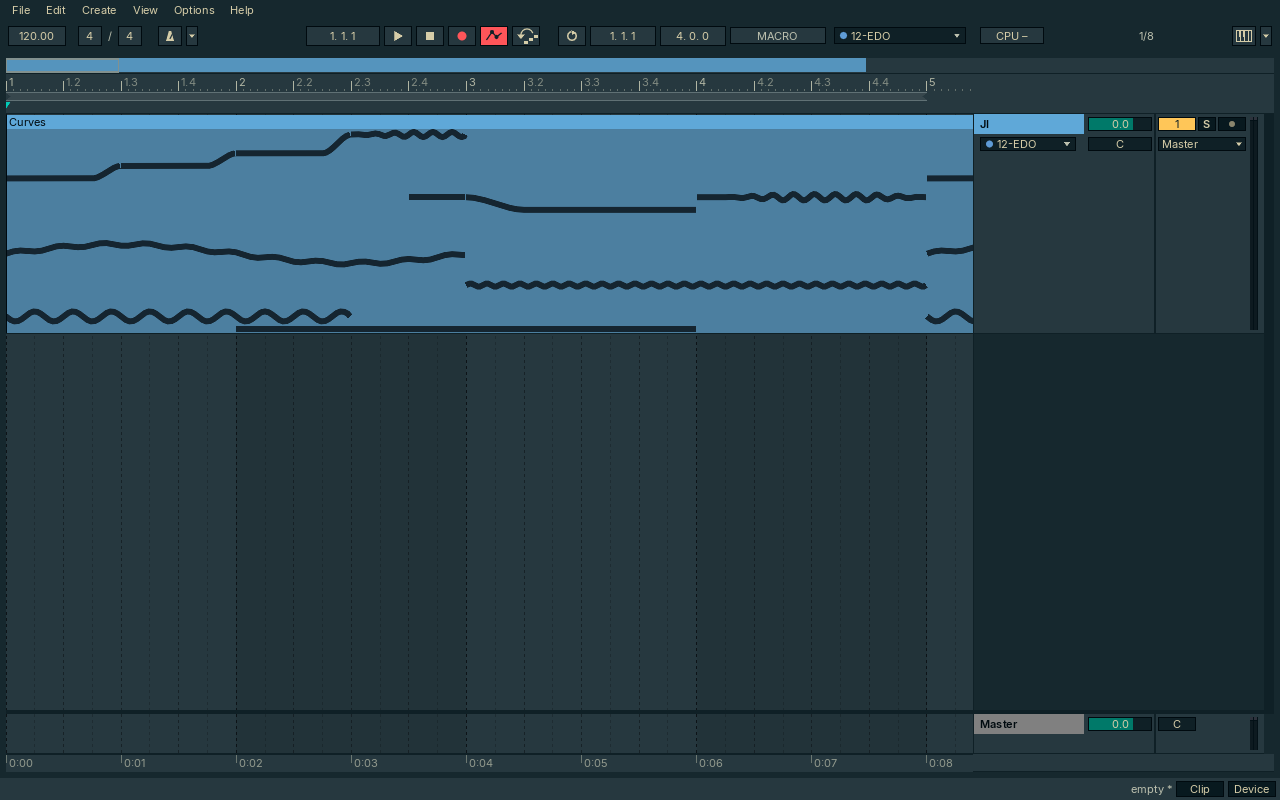 File Edit Create View Options Help
120.00 4 / 4 1. 1. 1 1. 1. 1 4. 0. 0 MACRO 12-EDO CPU – 1/8
1 1.2 1.3 1.4 2 2.2 2.3 2.4 3 3.2 3.3 3.4 4 4.2 4.3 4.4 5
Curves JI 0.0 1 S
12-EDO C Master
Master 0.0 C
0:00 0:01 0:02 0:03 0:04 0:05 0:06 0:07 0:08
empty * Clip Device